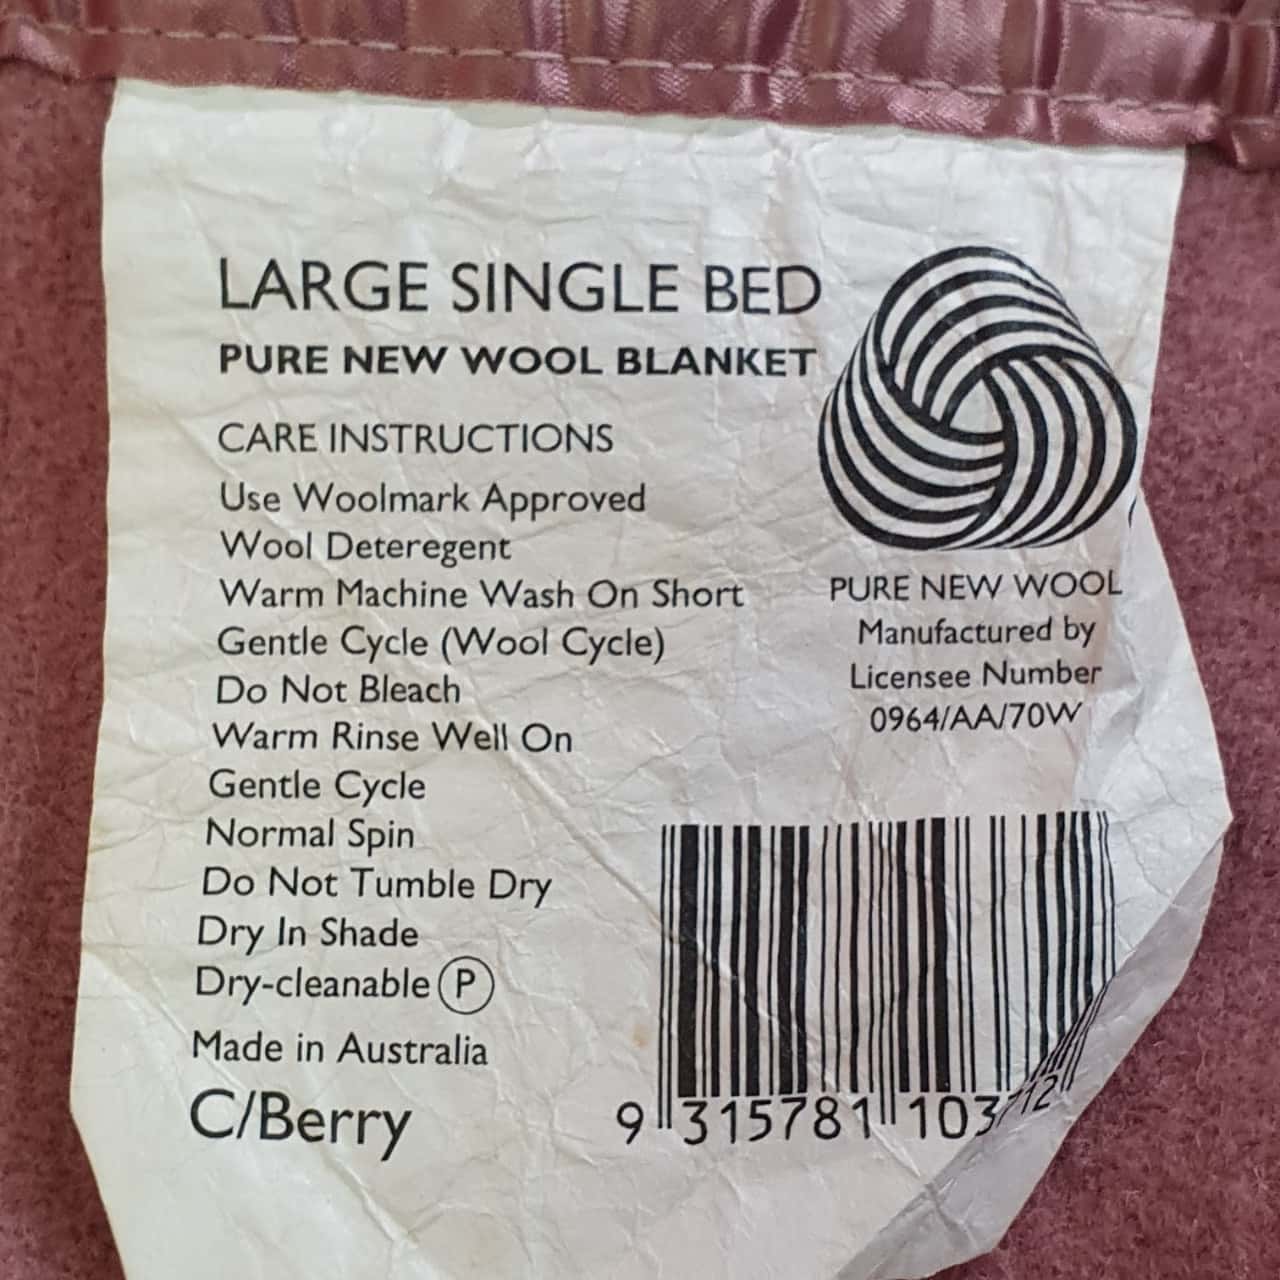 LARGE SINGLE BED
PURE NEW WOOL BLANKET
CARE INSTRUCTIONS
Use Woolmark Approved
Wool Deteregent
Warm Machine Wash On Short
Gentle Cycle (Wool Cycle)
Do Not Bleach
Warm Rinse Well On
Gentle Cycle
Normal Spin
Do Not Tumble Dry
Dry In Shade
Dry-cleanable P
Made in Australia
C/Berry
PURE NEW WOOL
Manufactured by
Licensee Number
0964/AA/70W
9 315781 103712